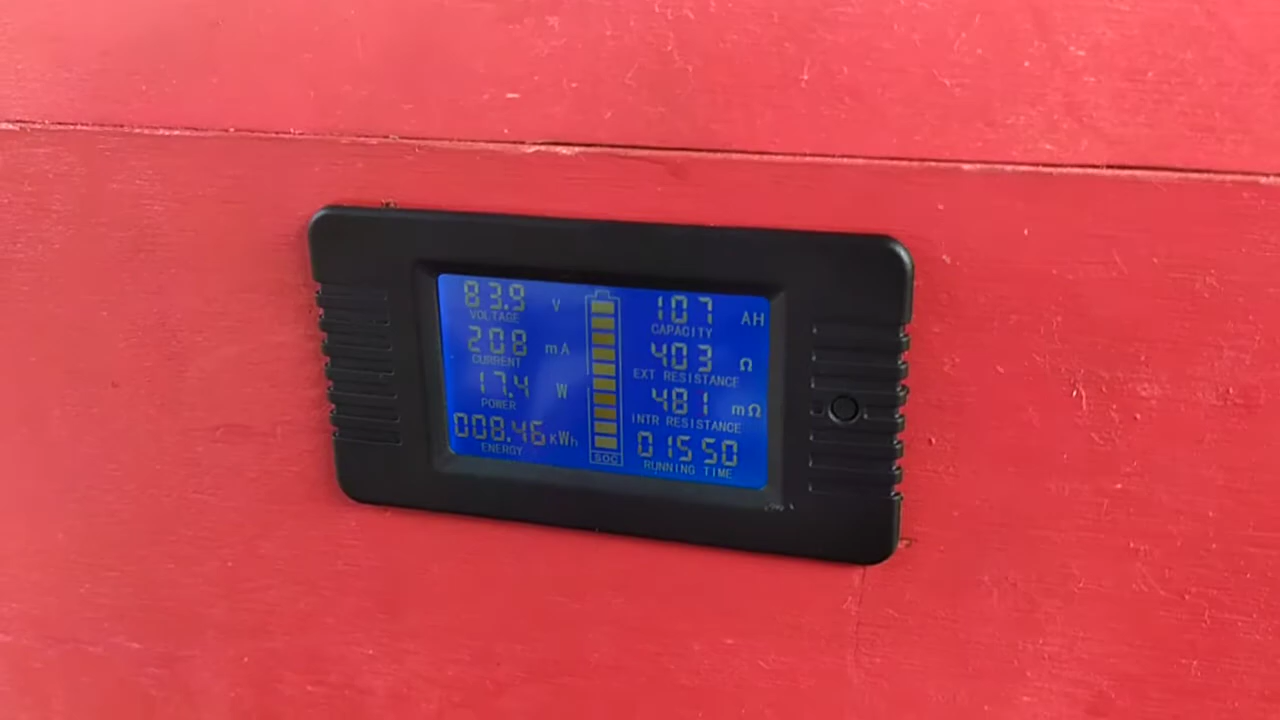 83.9 V
VOLTAGE
208 mA
CURRENT
17.4 W
POWER
008.46 kWh
ENERGY
SOC
107 AH
CAPACITY
403 Ω
EXT RESISTANCE
481 mΩ
INTR RESISTANCE
01550
RUNNING TIME